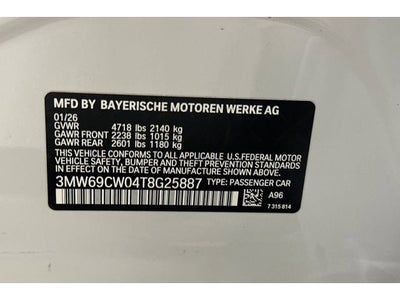 MFD BY BAYERISCHE MOTOREN WERKE AG
01/26
GVWR 4718 lbs 2140 kg
GAWR FRONT 2238 lbs 1015 kg
GAWR REAR 2601 lbs 1180 kg
THIS VEHICLE CONFORMS TO ALL APPLICABLE
U.S.FEDERAL MOTOR
VEHICLE SAFETY, BUMPER, AND THEFT PREVENTION STANDARDS IN
EFFECT ON THE DATE OF MANUFACTURE SHOWN ABOVE.
3MW69CW04T8G25887 TYPE: PASSENGER CAR
A96
7 315 814